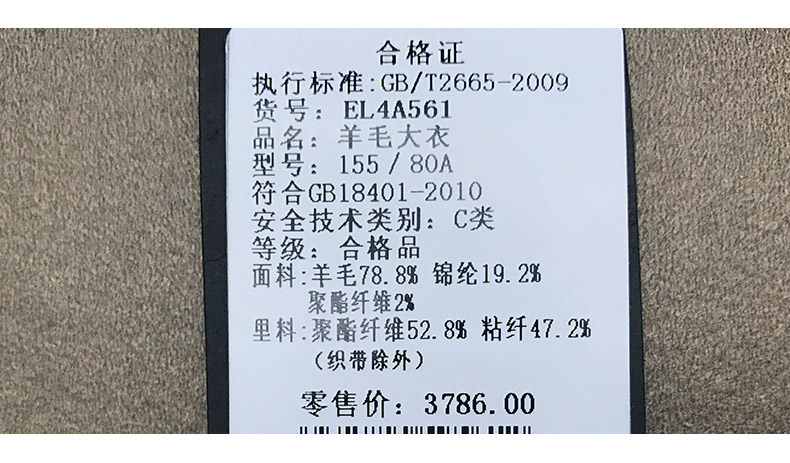 合格证
执行标准:GB/T2665-2009
货号：EL4A561
品名：羊毛大衣
型号：155/80A
符合GB18401-2010
安全技术类别：C类
等级：合格品
面料:羊毛78.8% 锦纶19.2%
聚酯纤维2%
里料:聚酯纤维52.8% 粘纤47.2%
（织带除外）
零售价：3786.00